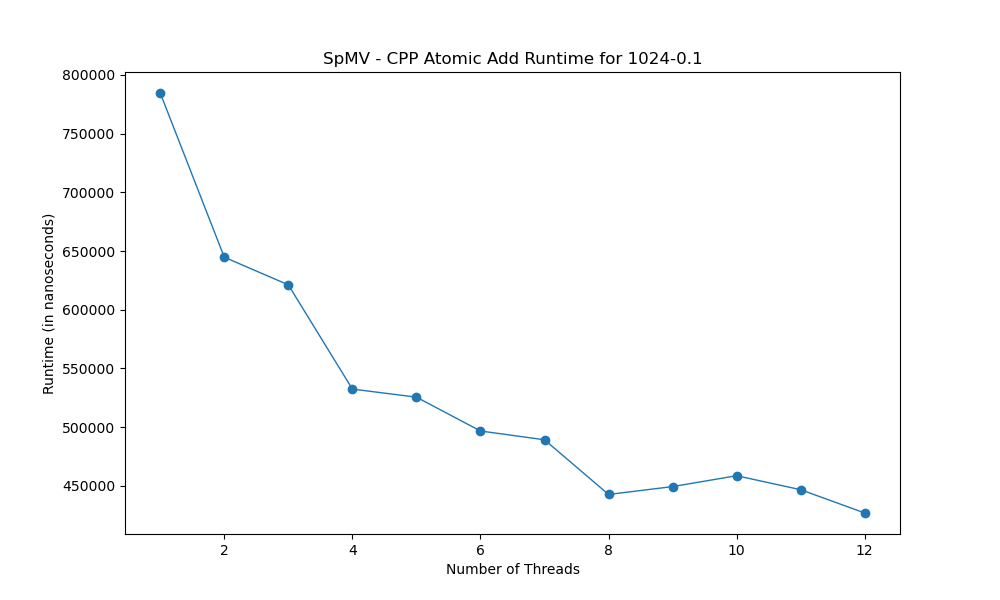 SpMV - CPP Atomic Add Runtime for 1024-0.1
800000
750000
700000
650000
600000
550000
500000
450000
Runtime (in nanoseconds)
2 4 6 8 10 12
Number of Threads